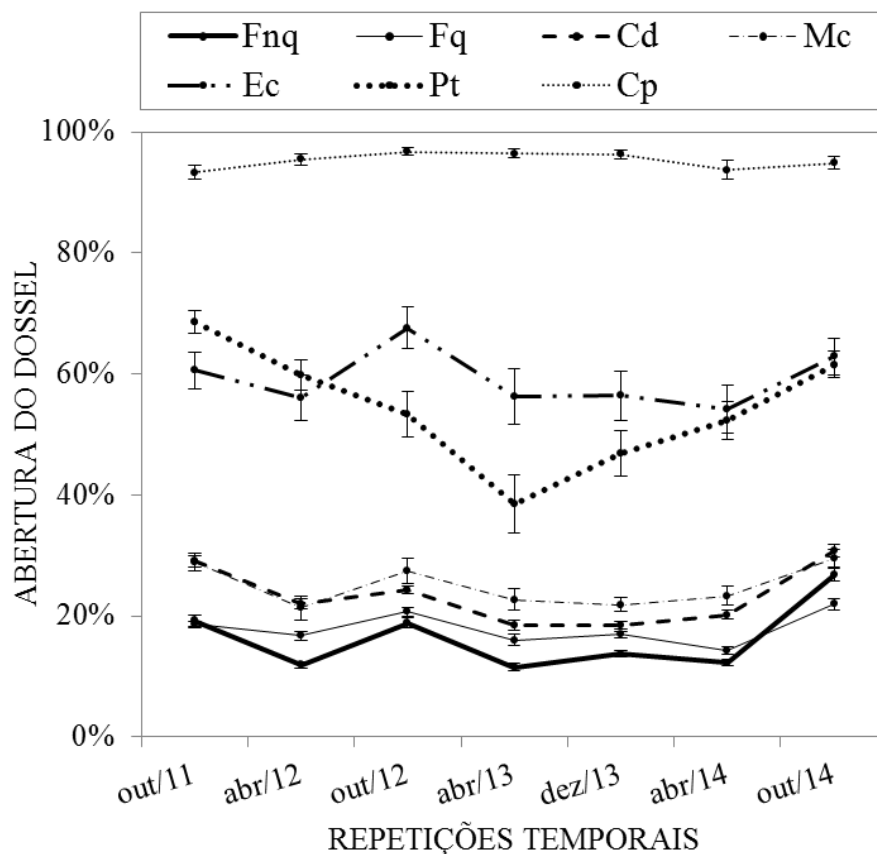 Fnq Fq Cd Mc
Ec Pt Cp
100%
80%
60%
40%
20%
0%
ABERTURA DO DOSSEL
out/11 abr/12 out/12 abr/13 dez/13 abr/14 out/14
REPETIÇÕES TEMPORAIS